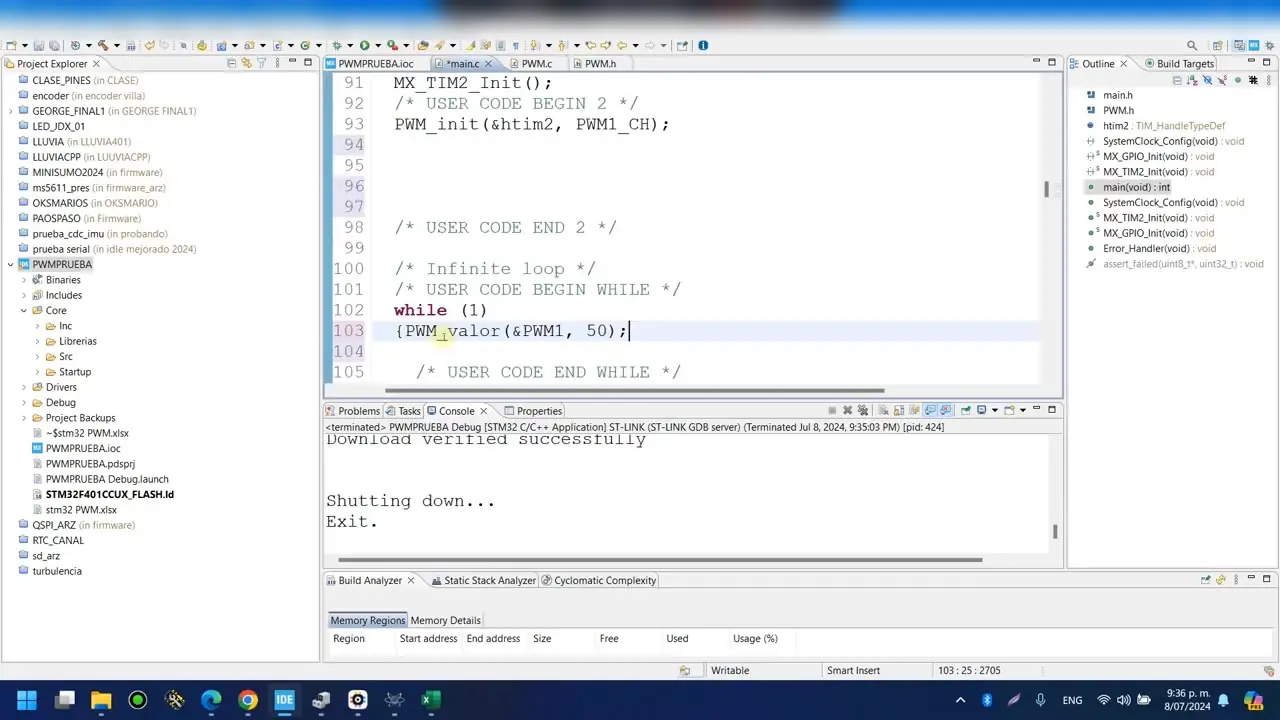 Project Explorer
CLASE_PINES (in CLASE)
encoder (in encoder villa)
GEORGE_FINAL1 (in GEORGE FINAL1)
LED_JDX_01
LLUVIA (in LLUVIA401)
LLUVIACPP (in LUUVIACPP)
MINISUMO2024 (in firmware)
ms5611_pres (in firmware_arz)
OKSMARIOS (in OKSMARIO)
PAOSPASO (in Firmware)
prueba_cdc_imu (in probando)
prueba serial (in idle mejorado 2024)
PWMPRUEBA
Binaries
Includes
Core
Inc
Librerias
Src
Startup
Drivers
Debug
Project Backups
~$stm32 PWM.xlsx
PWMPRUEBA.ioc
PWMPRUEBA.pdsprj
PWMPRUEBA Debug.launch
STM32F401CCUX_FLASH.ld
stm32 PWM.xlsx
QSPI_ARZ (in firmware)
RTC_CANAL
sd_arz
turbulencia
PWMPRUEBA.ioc *main.c PWM.c PWM.h
91 MX_TIM2_Init();
92 /* USER CODE BEGIN 2 */
93 PWM_init(&htim2, PWM1_CH);
94
95
96
97
98 /* USER CODE END 2 */
99
100 /* Infinite loop */
101 /* USER CODE BEGIN WHILE */
102 while (1)
103 {PWM_valor(&PWM1, 50);
104
105 /* USER CODE END WHILE */
Problems Tasks Console Properties
<terminated> PWMPRUEBA Debug [STM32 C/C++ Application] ST-LINK (ST-LINK GDB server) (Terminated Jul 8, 2024, 9:35:03 PM) [pid: 424]
Download verified successfully
Shutting down...
Exit.
Build Analyzer Static Stack Analyzer Cyclomatic Complexity
Memory Regions Memory Details
Region Start address End address Size Free Used Usage (%)
Outline Build Targets
main.h
PWM.h
htim2 : TIM_HandleTypeDef
SystemClock_Config(void) : void
MX_GPIO_Init(void) : void
MX_TIM2_Init(void) : void
main(void) : int
SystemClock_Config(void) : void
MX_TIM2_Init(void) : void
MX_GPIO_Init(void) : void
Error_Handler(void) : void
assert_failed(uint8_t*, uint32_t) : void
Writable Smart Insert 103 : 25 : 2705
IDE
ENG
9:36 p. m.
8/07/2024